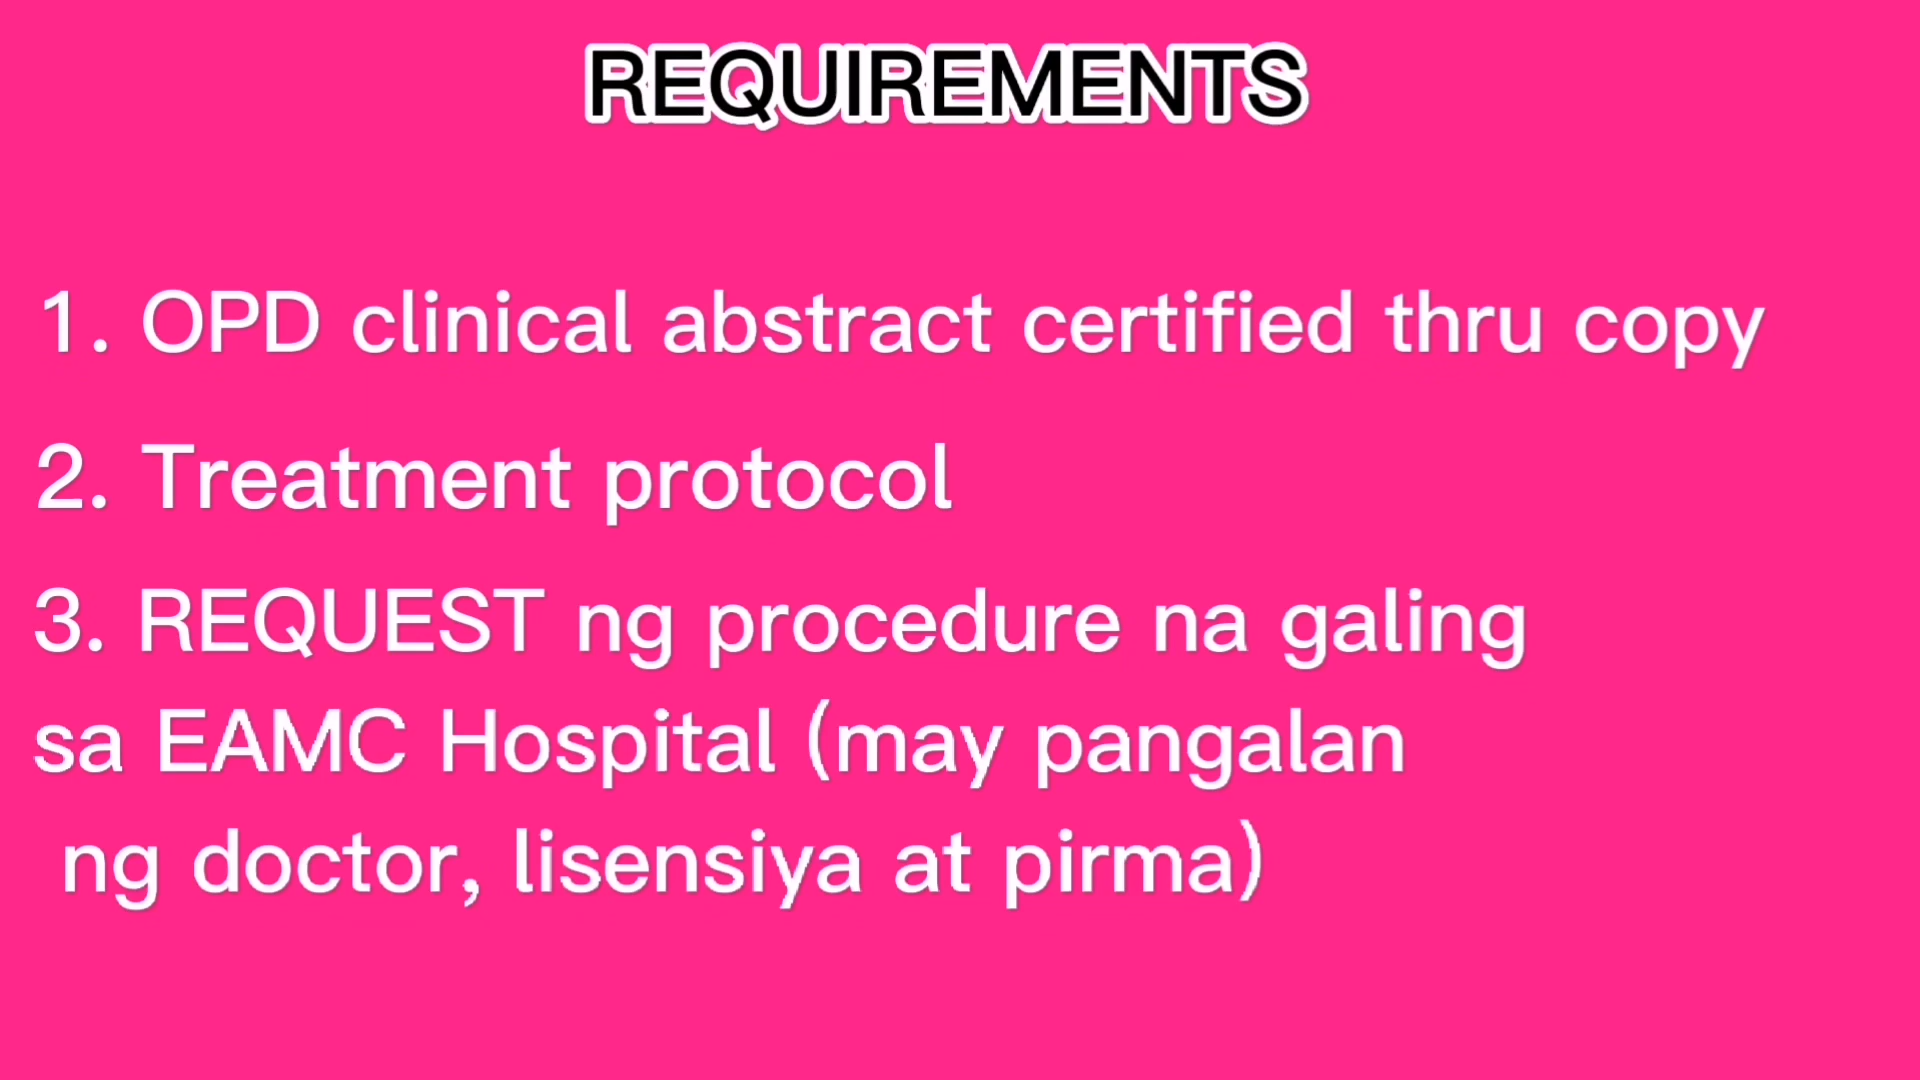 REQUIREMENTS
1. OPD clinical abstract certified thru copy
2. Treatment protocol
3. REQUEST ng procedure na galing
sa EAMC Hospital (may pangalan
ng doctor, lisensiya at pirma)